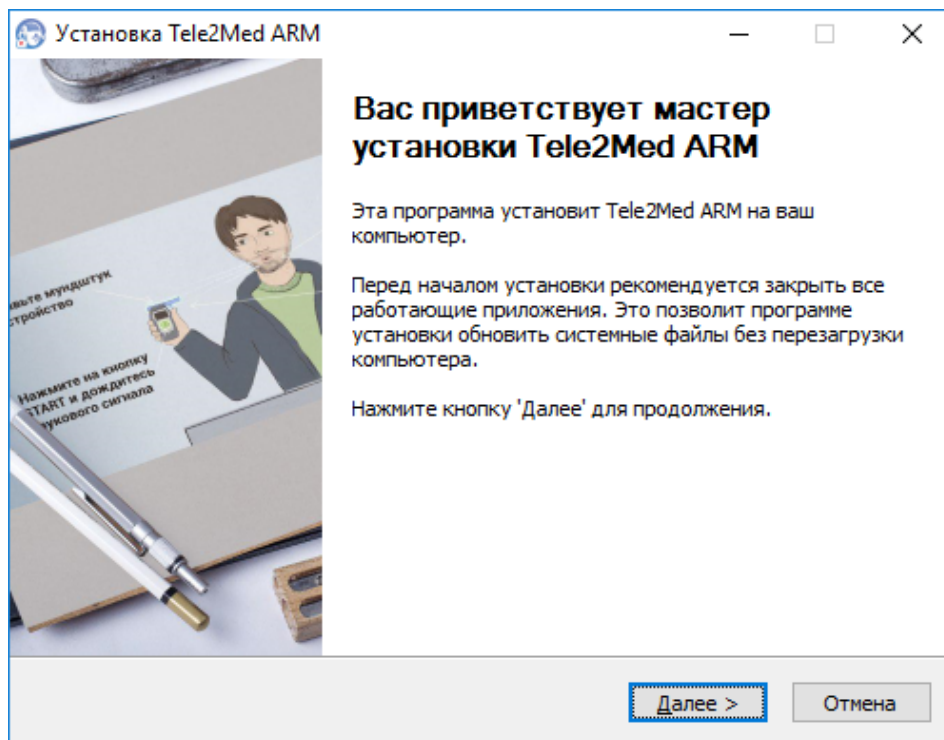 Установка Tele2Med ARM
Вас приветствует мастер
установки Tele2Med ARM
Эта программа установит Tele2Med ARM на ваш
компьютер.
Перед началом установки рекомендуется закрыть все
работающие приложения. Это позволит программе
установки обновить системные файлы без перезагрузки
компьютера.
Нажмите кнопку 'Далее' для продолжения.
мундштук
Нажмите на кнопку
START и дождитесь
сигнала
Далее >
Отмена